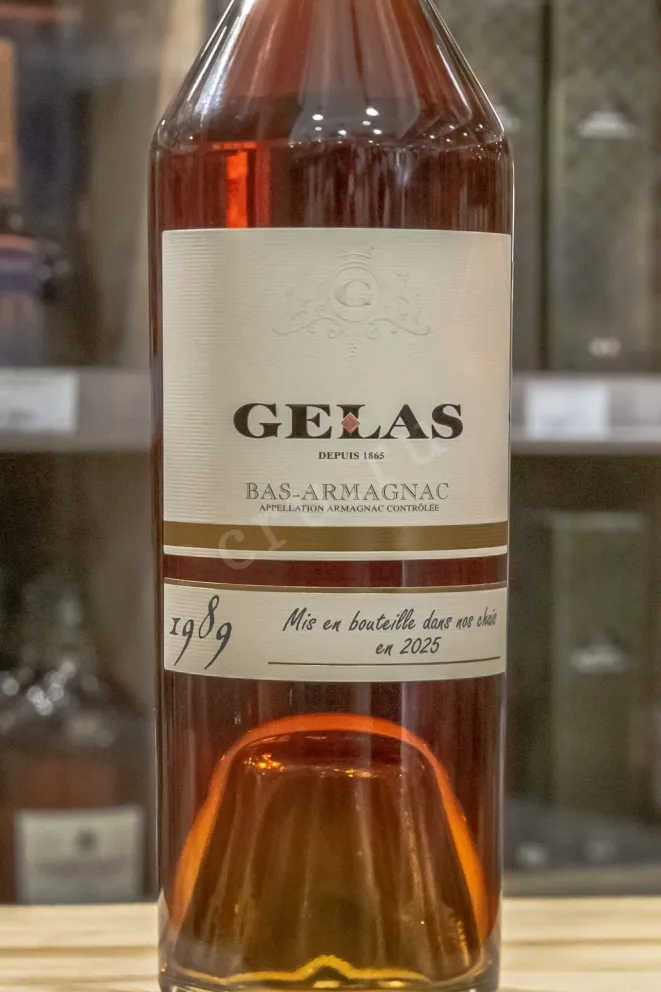 G
GELAS
DEPUIS 1865
BAS-ARMAGNAC
APPELLATION ARMAGNAC CONTRÔLÉE
1989
Mis en bouteille dans nos chais
en 2025